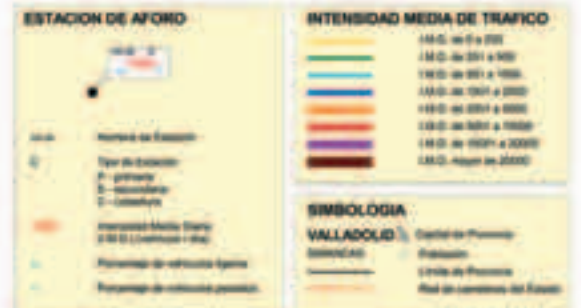 ESTACION DE AFORO
Nombre de Estación
Tipo de Estación
P - primaria
S - secundaria
C - cobertura
Intensidad Media Diaria
Porcentaje de vehículos ligeros
Porcentaje de vehículos pesados
INTENSIDAD MEDIA DE TRAFICO
I.M.D. de 0 a 250
I.M.D. de 251 a 500
I.M.D. de 501 a 1000
I.M.D. de 1001 a 2000
I.M.D. de 2001 a 5000
I.M.D. de 5001 a 10000
I.M.D. de 10001 a 20000
I.M.D. mayor de 20000
SIMBOLOGIA
VALLADOLID Capital de Provincia
Población
Límite de Provincia
Red de carreteras del Estado